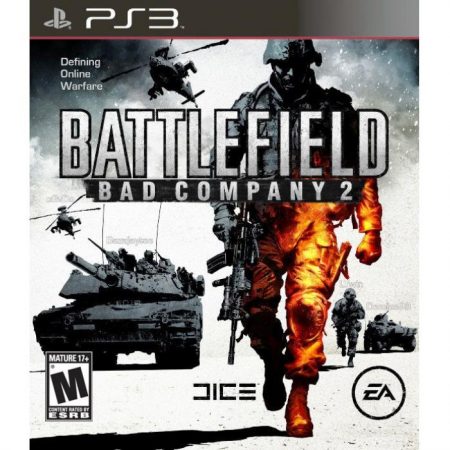 PS3
Defining
Online
Warfare
BATTLEFIELD
BAD COMPANY 2
MATURE 17+
M
CONTENT RATED BY
ESRB
DICE
EA